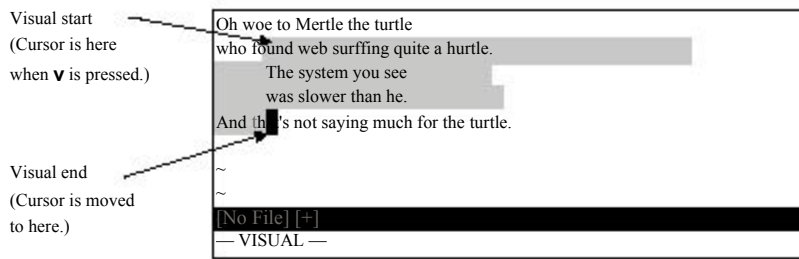 Visual start
(Cursor is here
when v is pressed.)
Visual end
(Cursor is moved
to here.)
Oh woe to Mertle the turtle
who found web surffing quite a hurtle.
The system you see
was slower than he.
And th 's not saying much for the turtle.
~
~
[No File] [+]
— VISUAL —